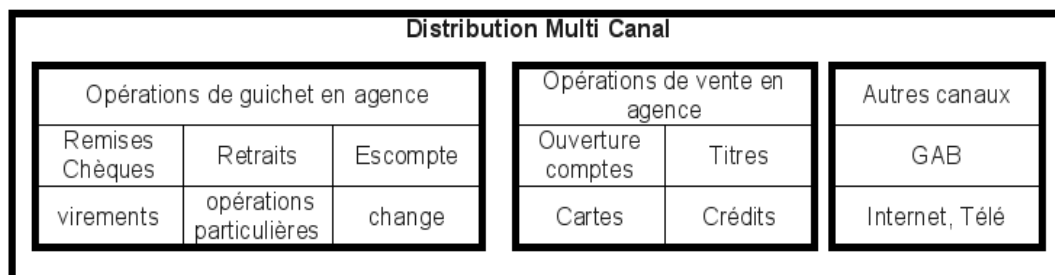 Distribution Multi Canal
Opérations de guichet en agence
Remises
Chèques
Retraits
Escompte
virements
opérations
particulières
change
Opérations de vente en
agence
Ouverture
comptes
Titres
Cartes
Crédits
Autres canaux
GAB
Internet, Télé